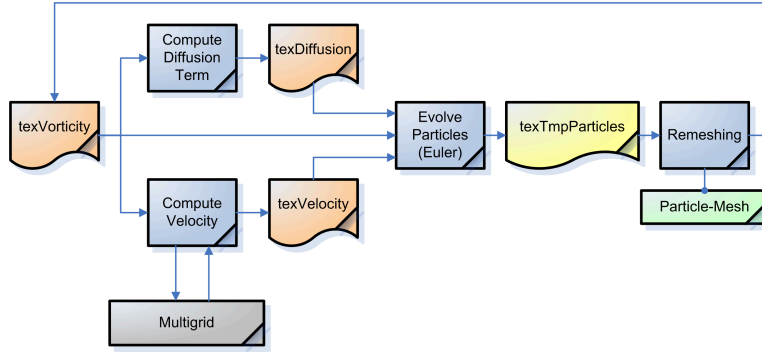 Compute
Diffusion
Term
texDiffusion
texVorticity
Evolve
Particles
(Euler)
texTmpParticles
Remeshing
Compute
Velocity
texVelocity
Particle-Mesh
Multigrid